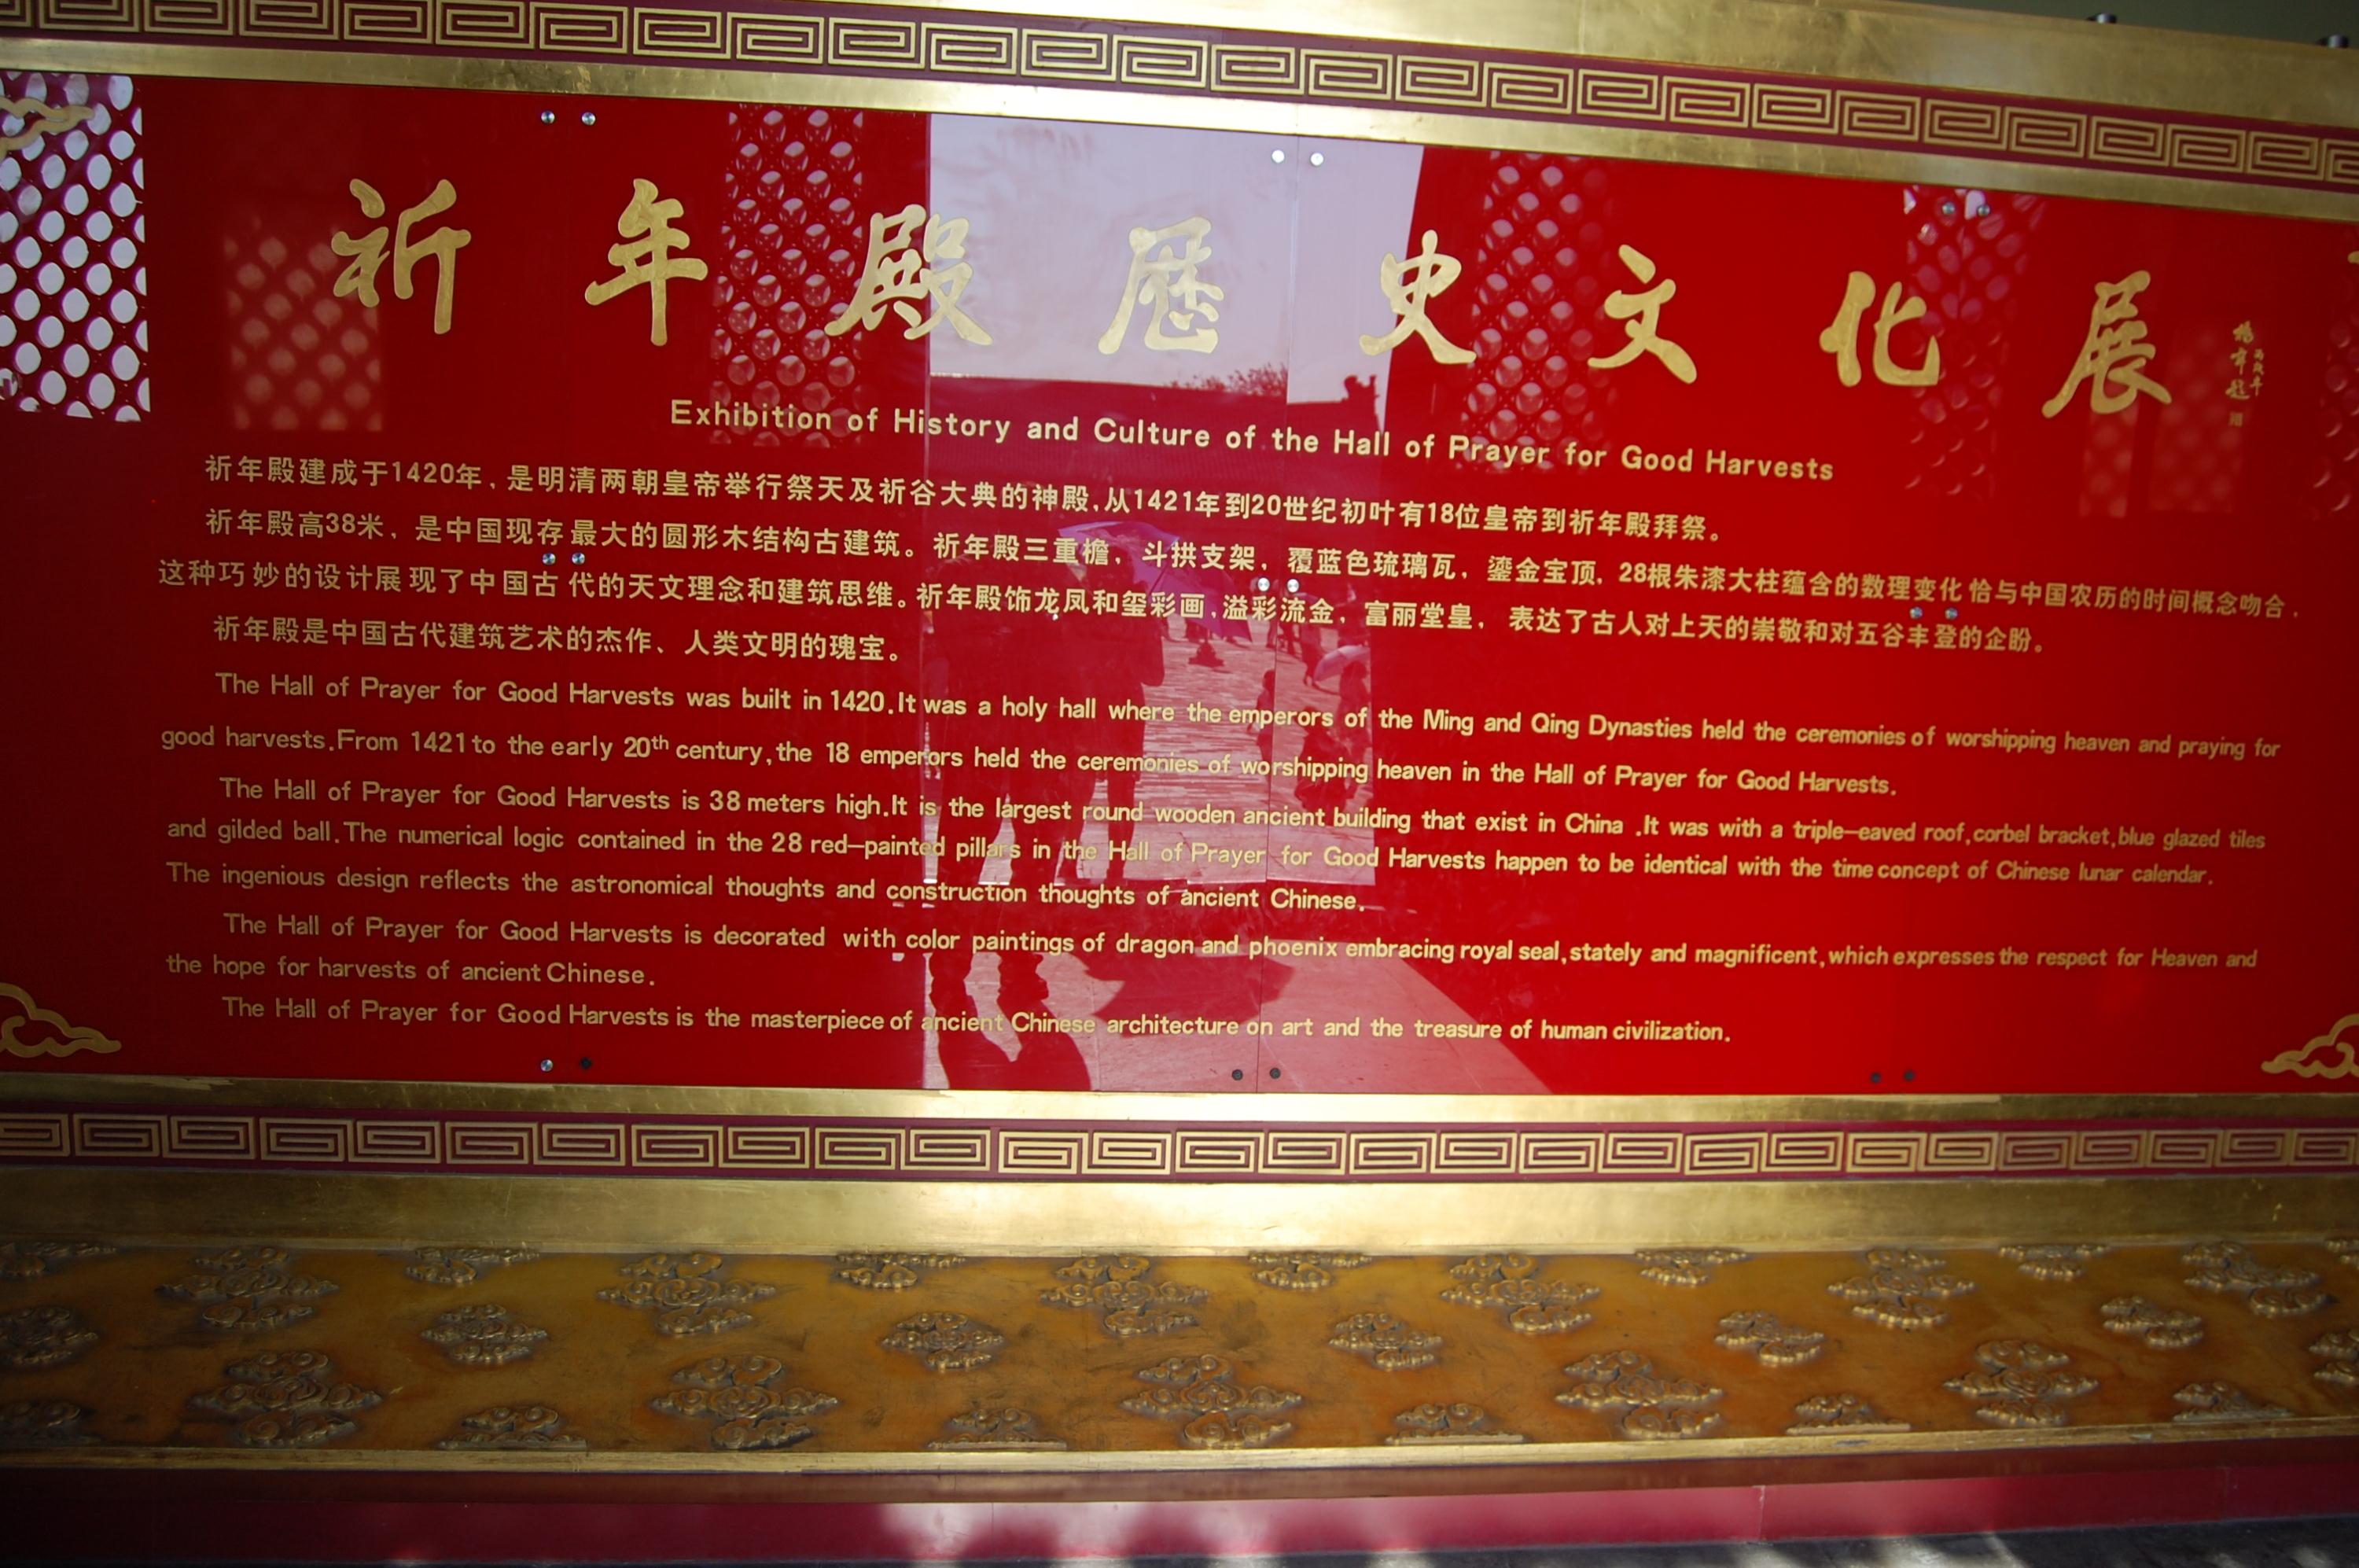 祈年殿历史文化展
丙戌年
Exhibition of History and Culture of the Hall of Prayer for Good Harvests
祈年殿建成于1420年，是明清两朝皇帝举行祭天及祈谷大典的神殿,从1421年到20世纪初叶有18位皇帝到祈年殿拜祭。
祈年殿高38米，是中国现存最大的圆形木结构古建筑。祈年殿三重檐，斗拱支架，覆蓝色琉璃瓦，鎏金宝顶，28根朱漆大柱蕴含的数理变化恰与中国农历的时间概念吻合，
这种巧妙的设计展现了中国古代的天文理念和建筑思维。祈年殿饰龙凤和玺彩画,溢彩流金，富丽堂皇，表达了古人对上天的崇敬和对五谷丰登的企盼。
祈年殿是中国古代建筑艺术的杰作、人类文明的瑰宝。
The Hall of Prayer for Good Harvests was built in 1420.It was a holy hall where the emperors of the Ming and Qing Dynasties held the ceremonies of worshipping heaven and praying for
good harvests.From 1421 to the early 20th century,the 18 emperors held the ceremonies of worshipping heaven in the Hall of Prayer for Good Harvests.
The Hall of Prayer for Good Harvests is 38 meters high.It is the largest round wooden ancient building that exist in China .It was with a triple-eaved roof,corbel bracket,blue glazed tiles
and gilded ball.The numerical logic contained in the 28 red-painted pillars in the Hall of Prayer for Good Harvests happen to be identical with the time concept of Chinese lunar calendar.
The ingenious design reflects the astronomical thoughts and construction thoughts of ancient Chinese.
The Hall of Prayer for Good Harvests is decorated with color paintings of dragon and phoenix embracing royal seal,stately and magnificent,which expresses the respect for Heaven and
the hope for harvests of ancient Chinese.
The Hall of Prayer for Good Harvests is the masterpiece of ancient Chinese architecture on art and the treasure of human civilization.